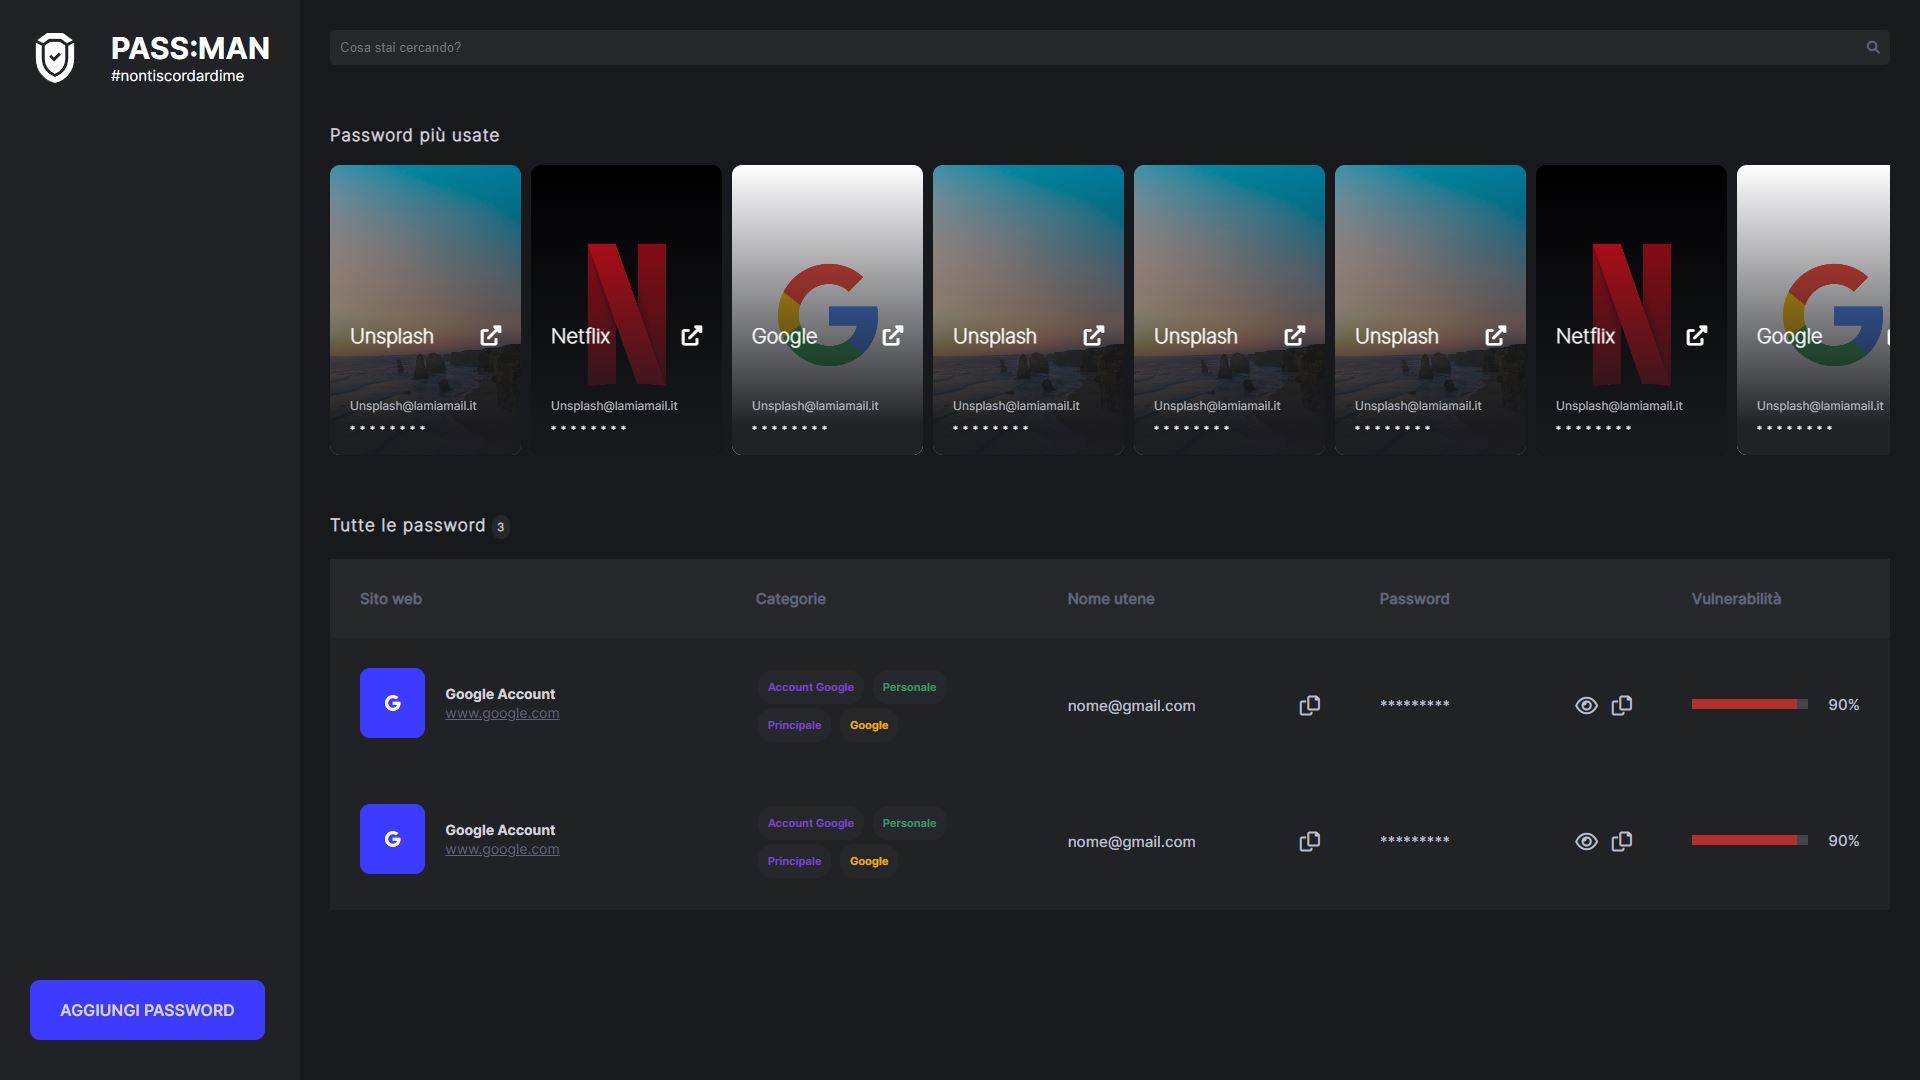 PASS:MAN
#nontiscordardime
Cosa stai cercando?
Password più usate
Unsplash
Unsplash@lamiamail.it
* * * * * * * *
Netflix
Unsplash@lamiamail.it
* * * * * * * *
Google
Unsplash@lamiamail.it
* * * * * * * *
Unsplash
Unsplash@lamiamail.it
* * * * * * * *
Unsplash
Unsplash@lamiamail.it
* * * * * * * *
Unsplash
Unsplash@lamiamail.it
* * * * * * * *
Netflix
Unsplash@lamiamail.it
* * * * * * * *
Google
Unsplash@lamiamail.it
* * * * * * * *
Tutte le password 3
Sito web Categorie Nome utene Password Vulnerabilità
G
Google Account
www.google.com
Account Google Personale
Principale Google
nome@gmail.com
*********
90%
G
Google Account
www.google.com
Account Google Personale
Principale Google
nome@gmail.com
*********
90%
AGGIUNGI PASSWORD